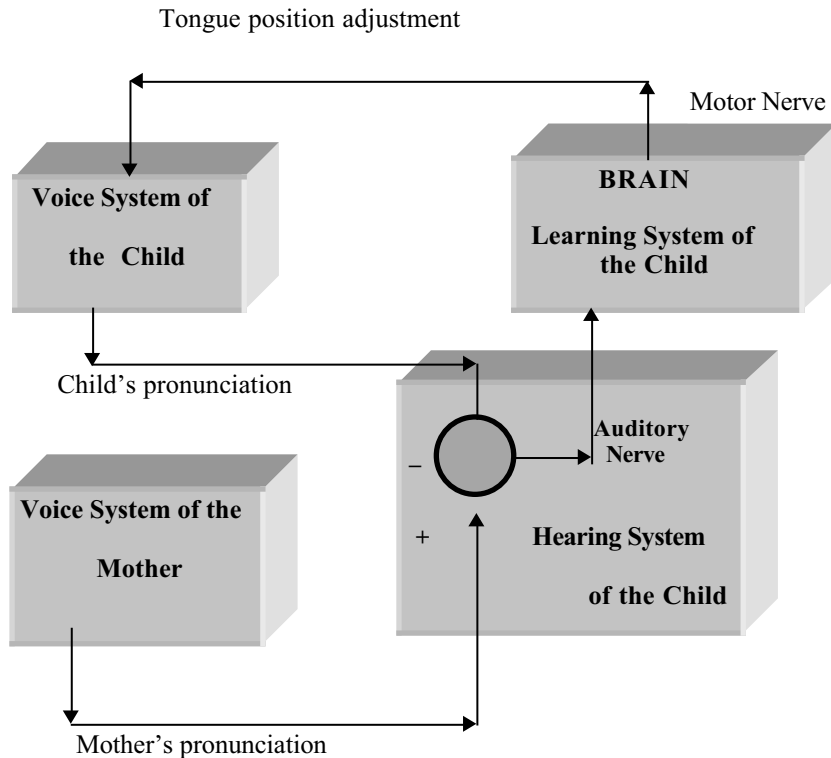 Tongue position adjustment
Motor Nerve
Voice System of
the Child
BRAIN
Learning System of
the Child
Child’s pronunciation
Auditory
Nerve
−
+
Voice System of the
Mother
Hearing System
of the Child
Mother’s pronunciation